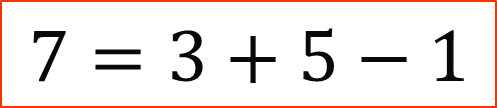 7 = 3 + 5 − 1